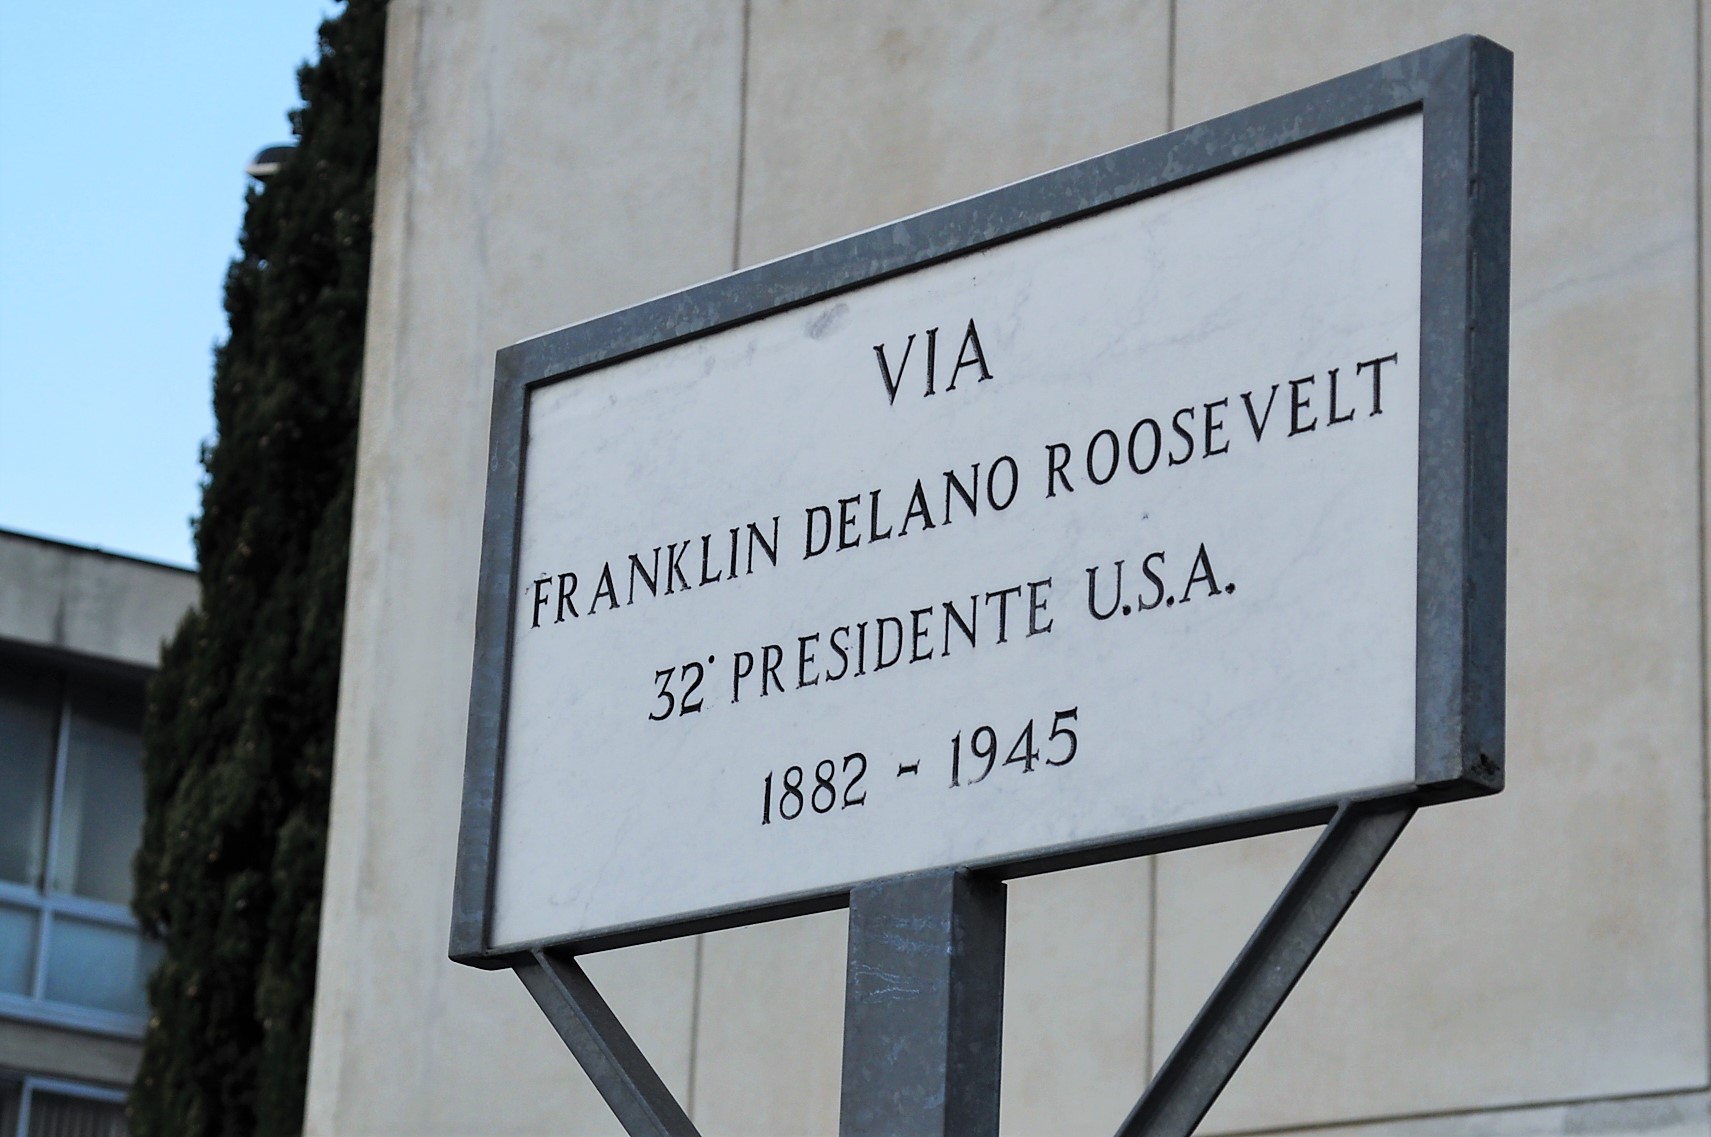 VIA
FRANKLIN DELANO ROOSEVELT
32° PRESIDENTE U.S.A.
1882 - 1945